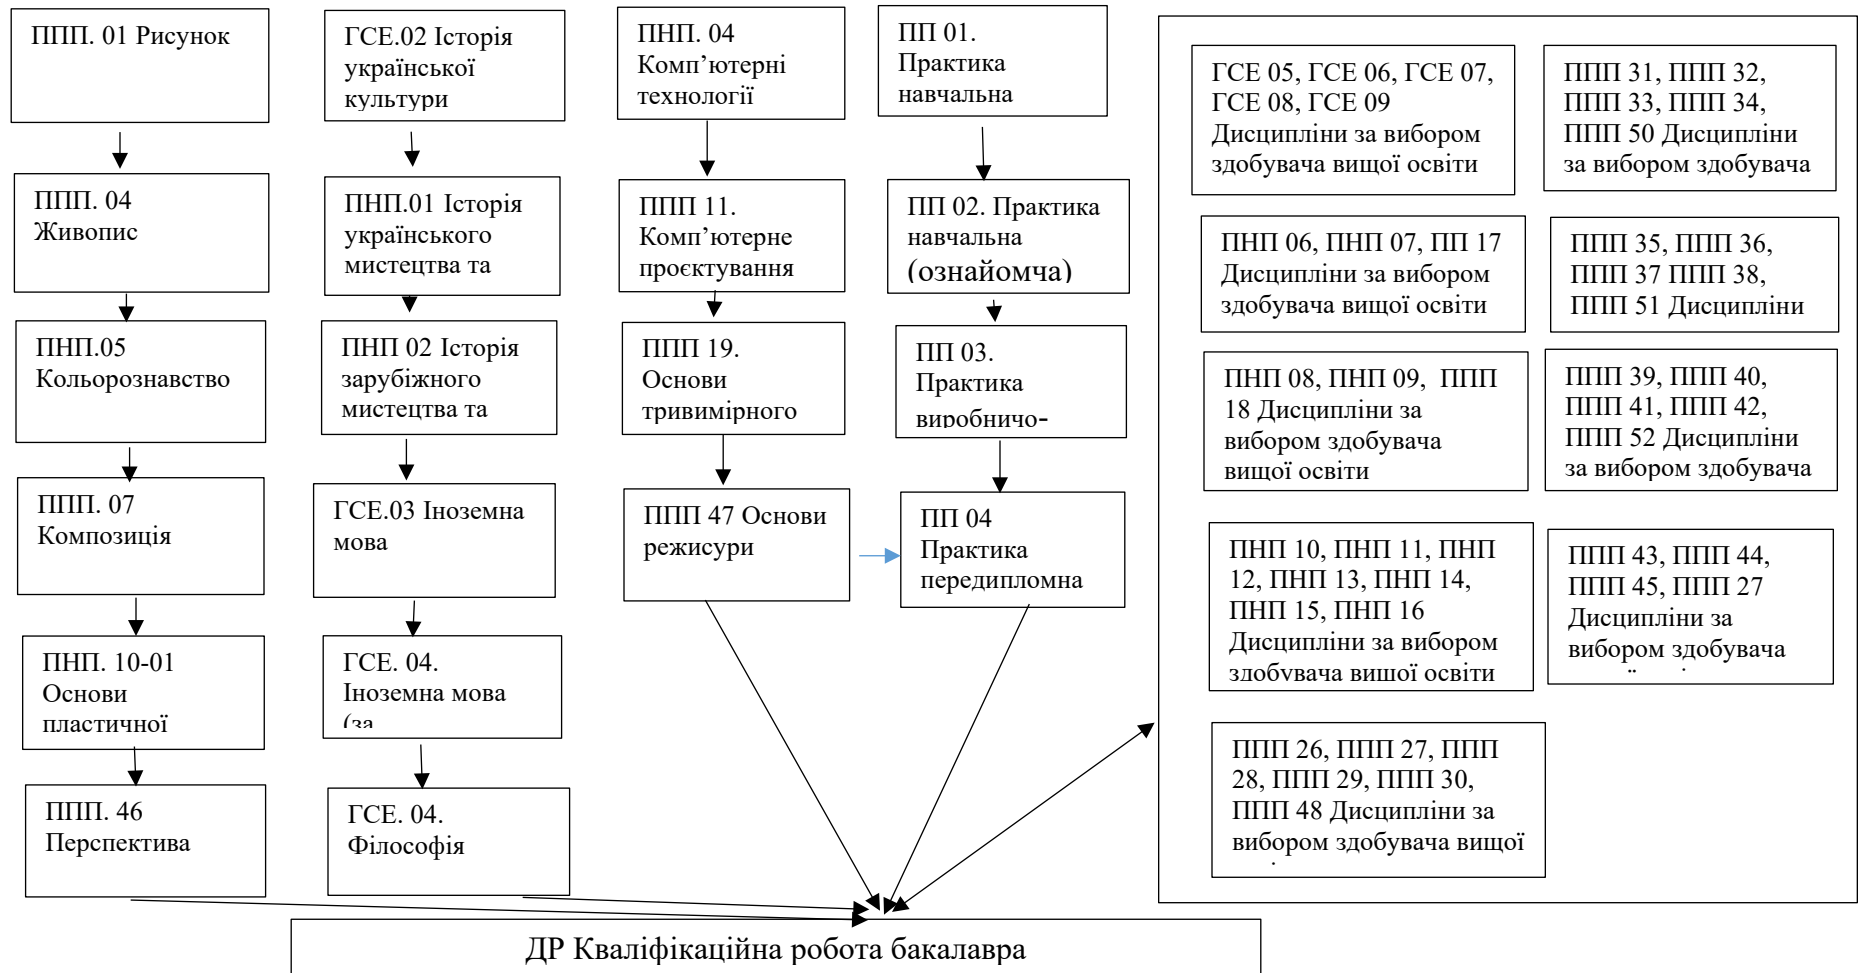 ППП. 01 Рисунок
ППП. 04
Живопис
ПНП.05
Кольорознавство
ППП. 07
Композиція
ПНП. 10-01
Основи
пластичної
ППП. 46
Перспектива
ГСЕ.02 Історія
української
культури
ПНП.01 Історія
українського
мистецтва та
ПНП 02 Історія
зарубіжного
мистецтва та
ГСЕ.03 Іноземна
мова
ГСЕ. 04.
Іноземна мова
(за
ГСЕ. 04.
Філософія
ПНП. 04
Комп’ютерні
технології
ППП 11.
Комп’ютерне
проєктування
ППП 19.
Основи
тривимірного
ППП 47 Основи
режисури
ПП 01.
Практика
навчальна
ПП 02. Практика
навчальна
(ознайомча)
ПП 03.
Практика
виробничо-
ПП 04
Практика
передипломна
ГСЕ 05, ГСЕ 06, ГСЕ 07,
ГСЕ 08, ГСЕ 09
Дисципліни за вибором
здобувача вищої освіти
ПНП 06, ПНП 07, ПП 17
Дисципліни за вибором
здобувача вищої освіти
ПНП 08, ПНП 09, ППП
18 Дисципліни за
вибором здобувача
вищої освіти
ПНП 10, ПНП 11, ПНП
12, ПНП 13, ПНП 14,
ПНП 15, ПНП 16
Дисципліни за вибором
здобувача вищої освіти
ППП 26, ППП 27, ППП
28, ППП 29, ППП 30,
ППП 48 Дисципліни за
вибором здобувача вищої
ППП 31, ППП 32,
ППП 33, ППП 34,
ППП 50 Дисципліни
за вибором здобувача
ППП 35, ППП 36,
ППП 37 ППП 38,
ППП 51 Дисципліни
ППП 39, ППП 40,
ППП 41, ППП 42,
ППП 52 Дисципліни
за вибором здобувача
ППП 43, ППП 44,
ППП 45, ППП 27
Дисципліни за
вибором здобувача
ДР Кваліфікаційна робота бакалавра